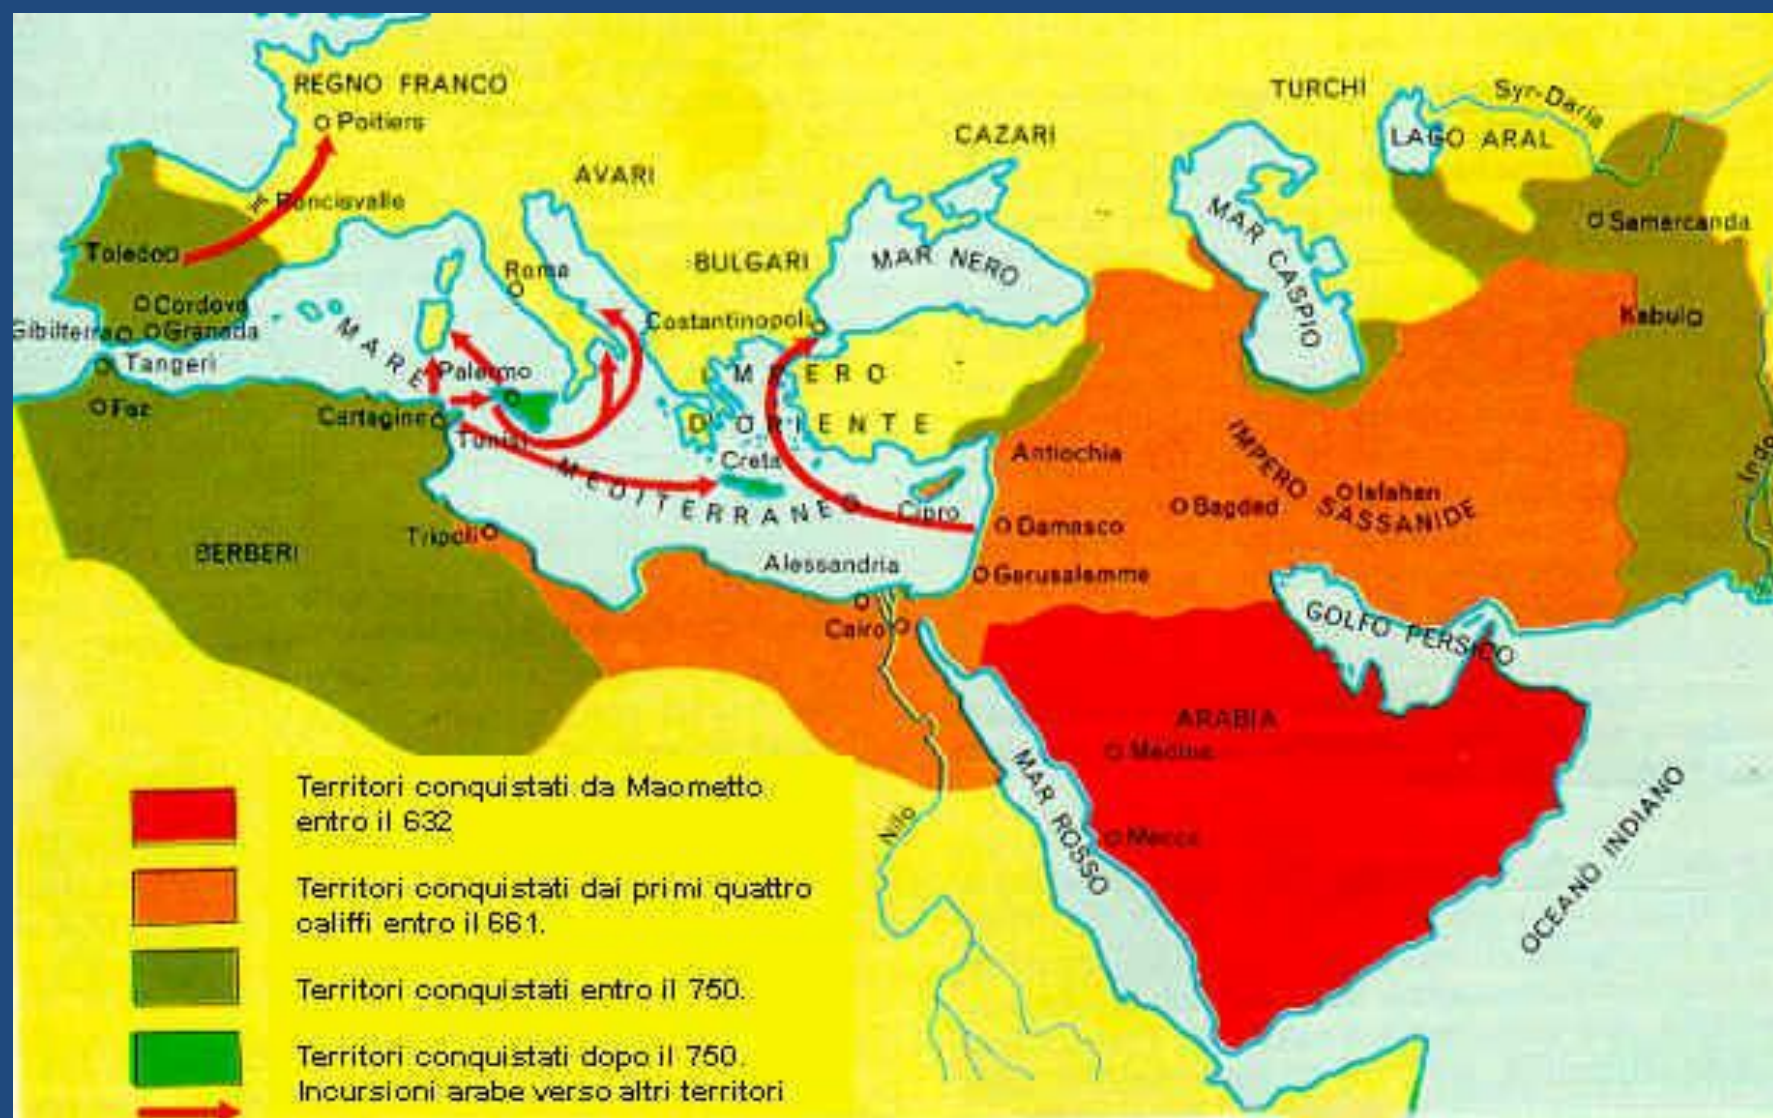 REGNO FRANCO
Poitiers
TURCHI
Syr-Daria
LAGO ARAL
CAZARI
AVARI
Roncisvalle
Toledo
MAR CASPIO
Samarcanda
BULGARI
MAR NERO
Roma
Cordova
Gibilterra
Granada
Costantinopoli
Kabul
Tangeri
MARE
Palermo
IMPERO
Faz
Cartagine
Tunisi
D'ORIENTE
Antiochia
IMPERO SASSANIDE
Creta
MEDITERRANEO
Cipro
Bagdad
Isfahan
Indo
Damasco
Tripoli
BERBERI
Alessandria
Gerusalemme
Cairo
GOLFO PERSICO
ARABIA
Medina
MAR ROSSO
Mecca
Nilo
OCEANO INDIANO
Territori conquistati da Maometto
entro il 632
Territori conquistati dai primi quattro
califfi entro il 661.
Territori conquistati entro il 750.
Territori conquistati dopo il 750.
Incursioni arabe verso altri territori